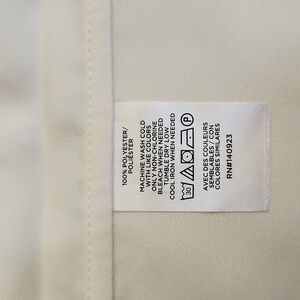 100% POLYESTER/
POLIÉSTER
MACHINE WASH COLD
WITH LIKE COLORS
ONLY NON-CHLORINE
BLEACH WHEN NEEDED
TUMBLE DRY LOW
COOL IRON WHEN NEEDED
30
P
AVEC DES COULEURS
SEMBLABLES / CON
COLORES SIMILARES
RN#140923